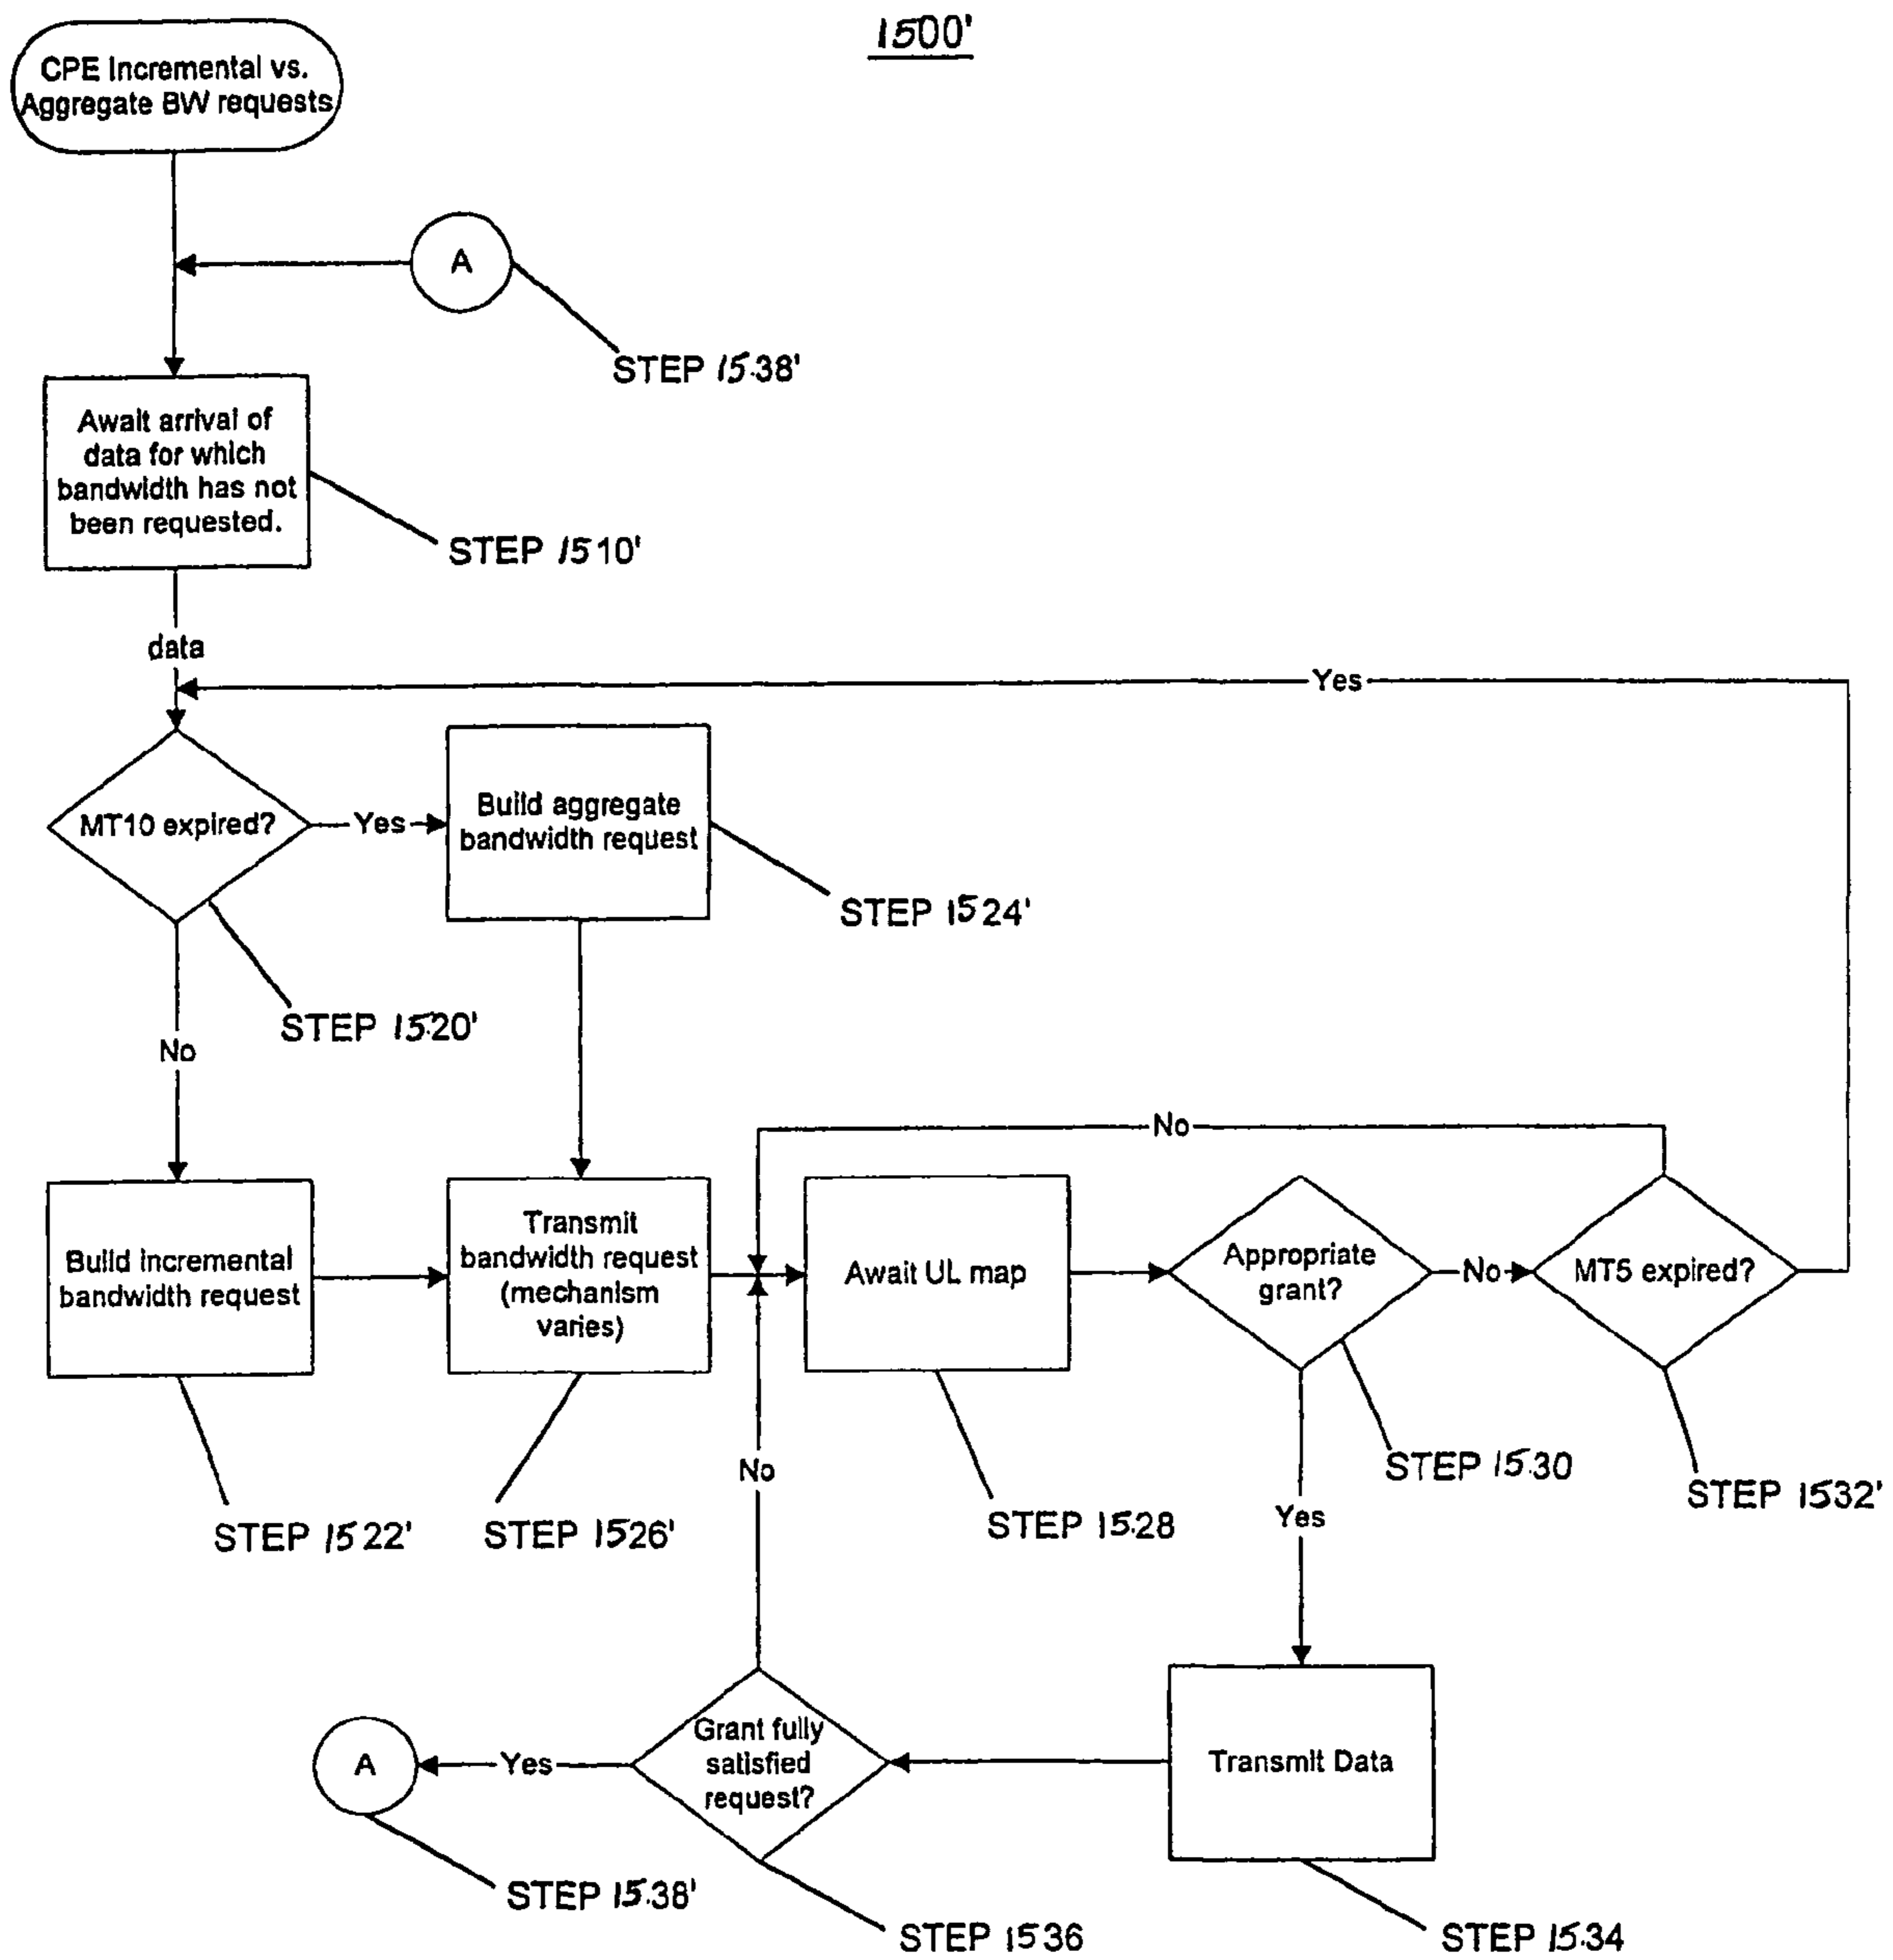 1500'
CPE Incremental vs.
Aggregate BW requests
A
STEP 1538'
Await arrival of
data for which
bandwidth has not
been requested.
STEP 1510'
data
Yes
MT10 expired?
Yes
Build aggregate
bandwidth request
STEP 1524'
STEP 1520'
No
No
Build incremental
bandwidth request
Transmit
bandwidth request
(mechanism
varies)
Await UL map
Appropriate
grant?
No
MT5 expired?
STEP 1522'
STEP 1526'
No
STEP 1528
STEP 1530
STEP 1532'
Yes
A
Yes
Grant fully
satisfied
request?
Transmit Data
STEP 1538'
STEP 1536
STEP 1534